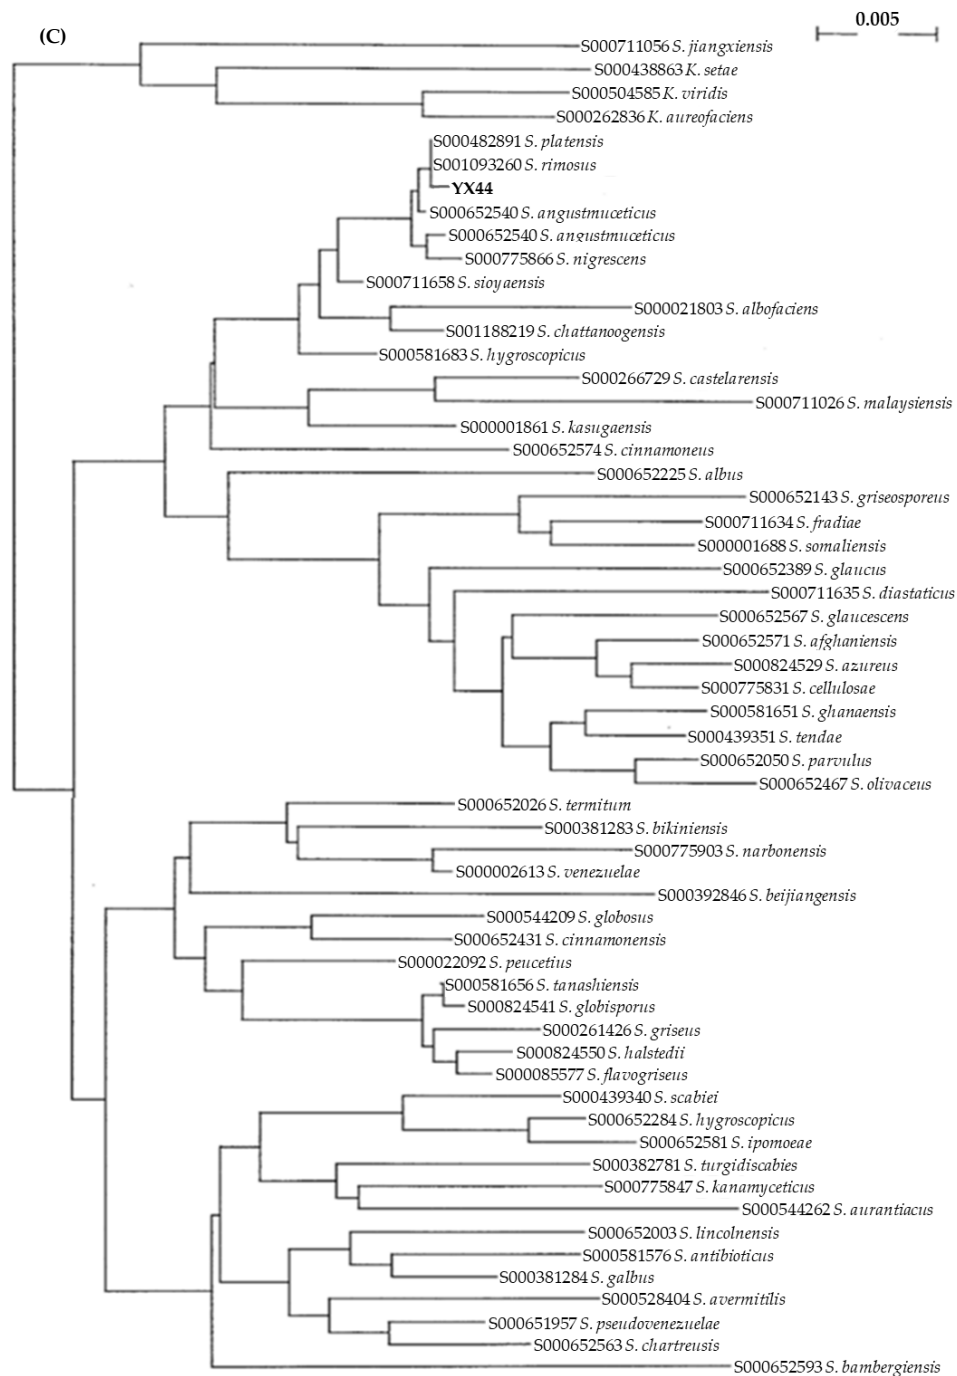 (C)
0.005
S000711056 S. jiangxiensis
S000438863 K. setae
S000504585 K. viridis
S000262836 K. aureofaciens
S000482891 S. platensis
S001093260 S. rimosus
YX44
S000652540 S. angustmuceticus
S000652540 S. angustmuceticus
S000775866 S. nigrescens
S000711658 S. sioyaensis
S000021803 S. albofaciens
S001188219 S. chattanoogensis
S000581683 S. hygroscopicus
S000266729 S. castelarensis
S000711026 S. malaysiensis
S000001861 S. kasugaensis
S000652574 S. cinnamoneus
S000652225 S. albus
S000652143 S. griseosporeus
S000711634 S. fradiae
S000001688 S. somaliensis
S000652389 S. glaucus
S000711635 S. diastaticus
S000652567 S. glaucescens
S000652571 S. afghaniensis
S000824529 S. azureus
S000775831 S. cellulosae
S000581651 S. ghanaensis
S000439351 S. tendae
S000652050 S. parvulus
S000652467 S. olivaceus
S000652026 S. termitum
S000381283 S. bikiniensis
S000775903 S. narbonensis
S000002613 S. venezuelae
S000392846 S. beijiangensis
S000544209 S. globosus
S000652431 S. cinnamonensis
S000022092 S. peucetius
S000581656 S. tanashiensis
S000824541 S. globisporus
S000261426 S. griseus
S000824550 S. halstedii
S000085577 S. flavogriseus
S000439340 S. scabiei
S000652284 S. hygroscopicus
S000652581 S. ipomoeae
S000382781 S. turgidiscabies
S000775847 S. kanamyceticus
S000544262 S. aurantiacus
S000652003 S. lincolnensis
S000581576 S. antibioticus
S000381284 S. galbus
S000528404 S. avermitilis
S000651957 S. pseudovenezuelae
S000652563 S. chartreusis
S000652593 S. bambergiensis